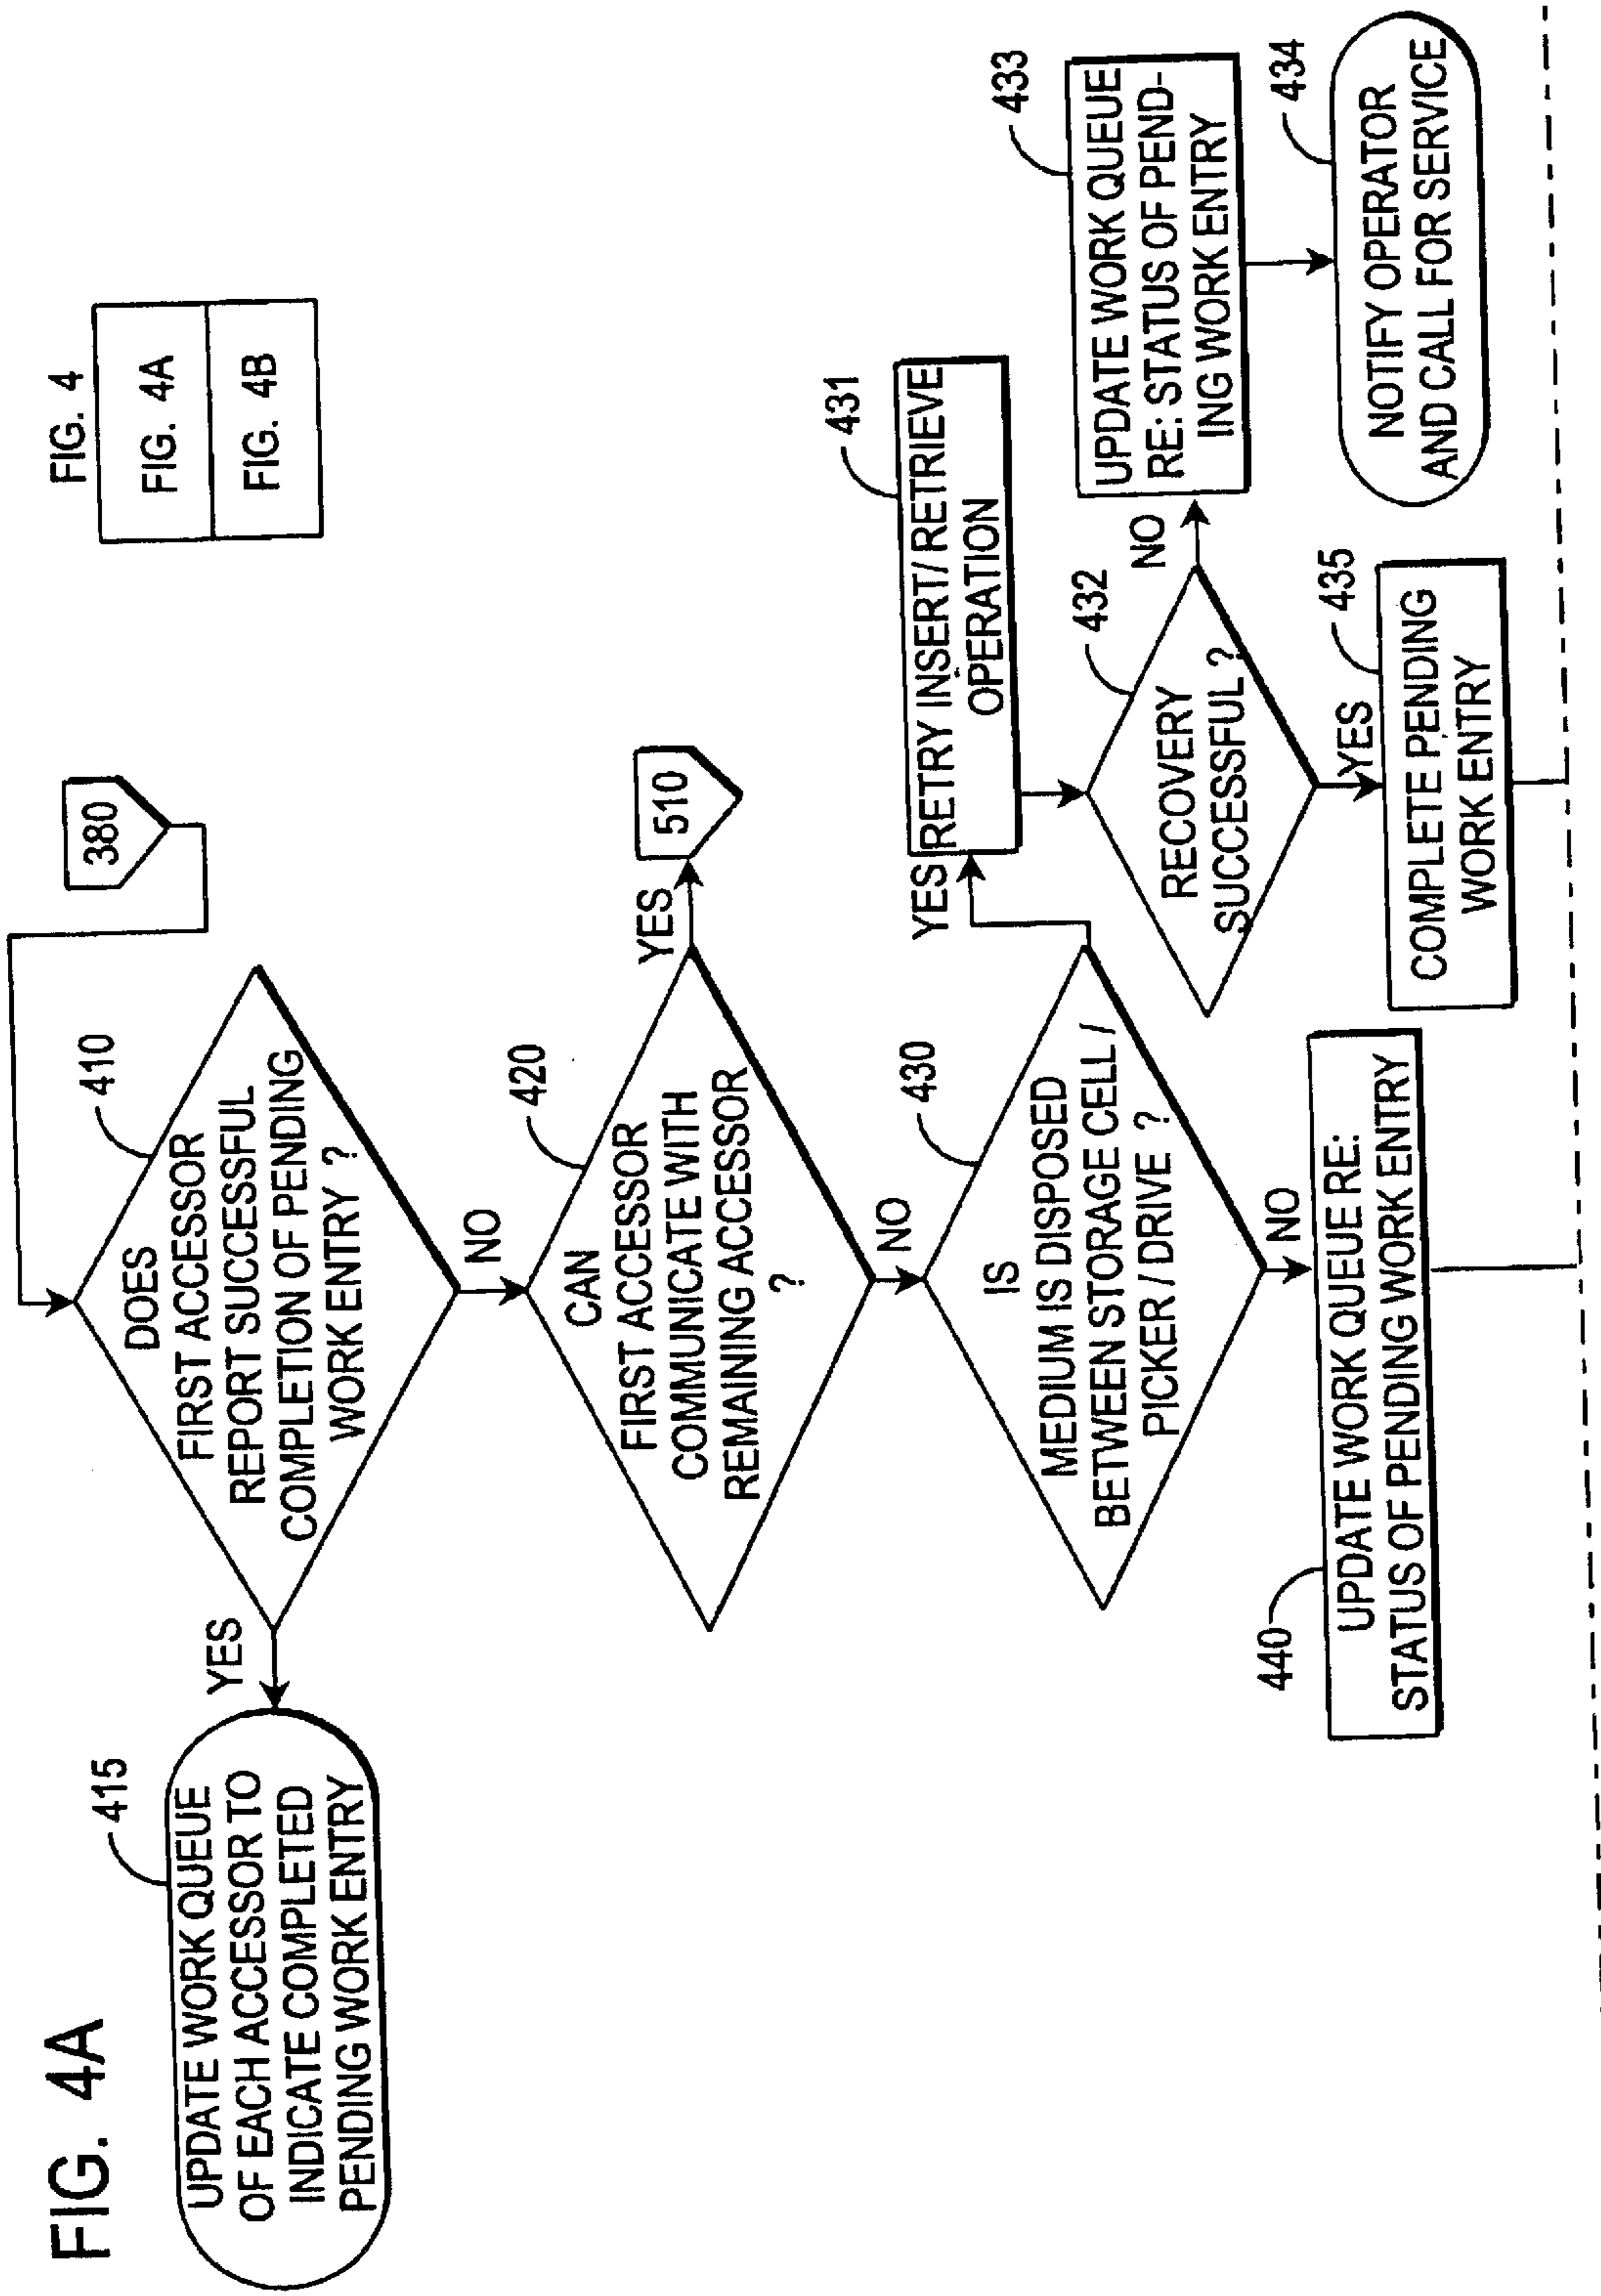 FIG. 4A
FIG. 4
FIG. 4A
FIG. 4B
380
410
DOES
FIRST ACCESSOR
REPORT SUCCESSFUL
COMPLETION OF PENDING
WORK ENTRY ?
YES
415
UPDATE WORK QUEUE
OF EACH ACCESSOR TO
INDICATE COMPLETED
PENDING WORK ENTRY
NO
420
CAN
FIRST ACCESSOR
COMMUNICATE WITH
REMAINING ACCESSOR
?
YES
510
NO
430
IS
MEDIUM IS DISPOSED
BETWEEN STORAGE CELL /
PICKER / DRIVE ?
YES
431
RETRY INSERT/ RETRIEVE
OPERATION
432
RECOVERY
SUCCESSFUL ?
NO
433
UPDATE WORK QUEUE
RE: STATUS OF PEND-
ING WORK ENTRY
434
NOTIFY OPERATOR
AND CALL FOR SERVICE
YES
435
COMPLETE PENDING
WORK ENTRY
NO
440
UPDATE WORK QUEUE RE:
STATUS OF PENDING WORK ENTRY